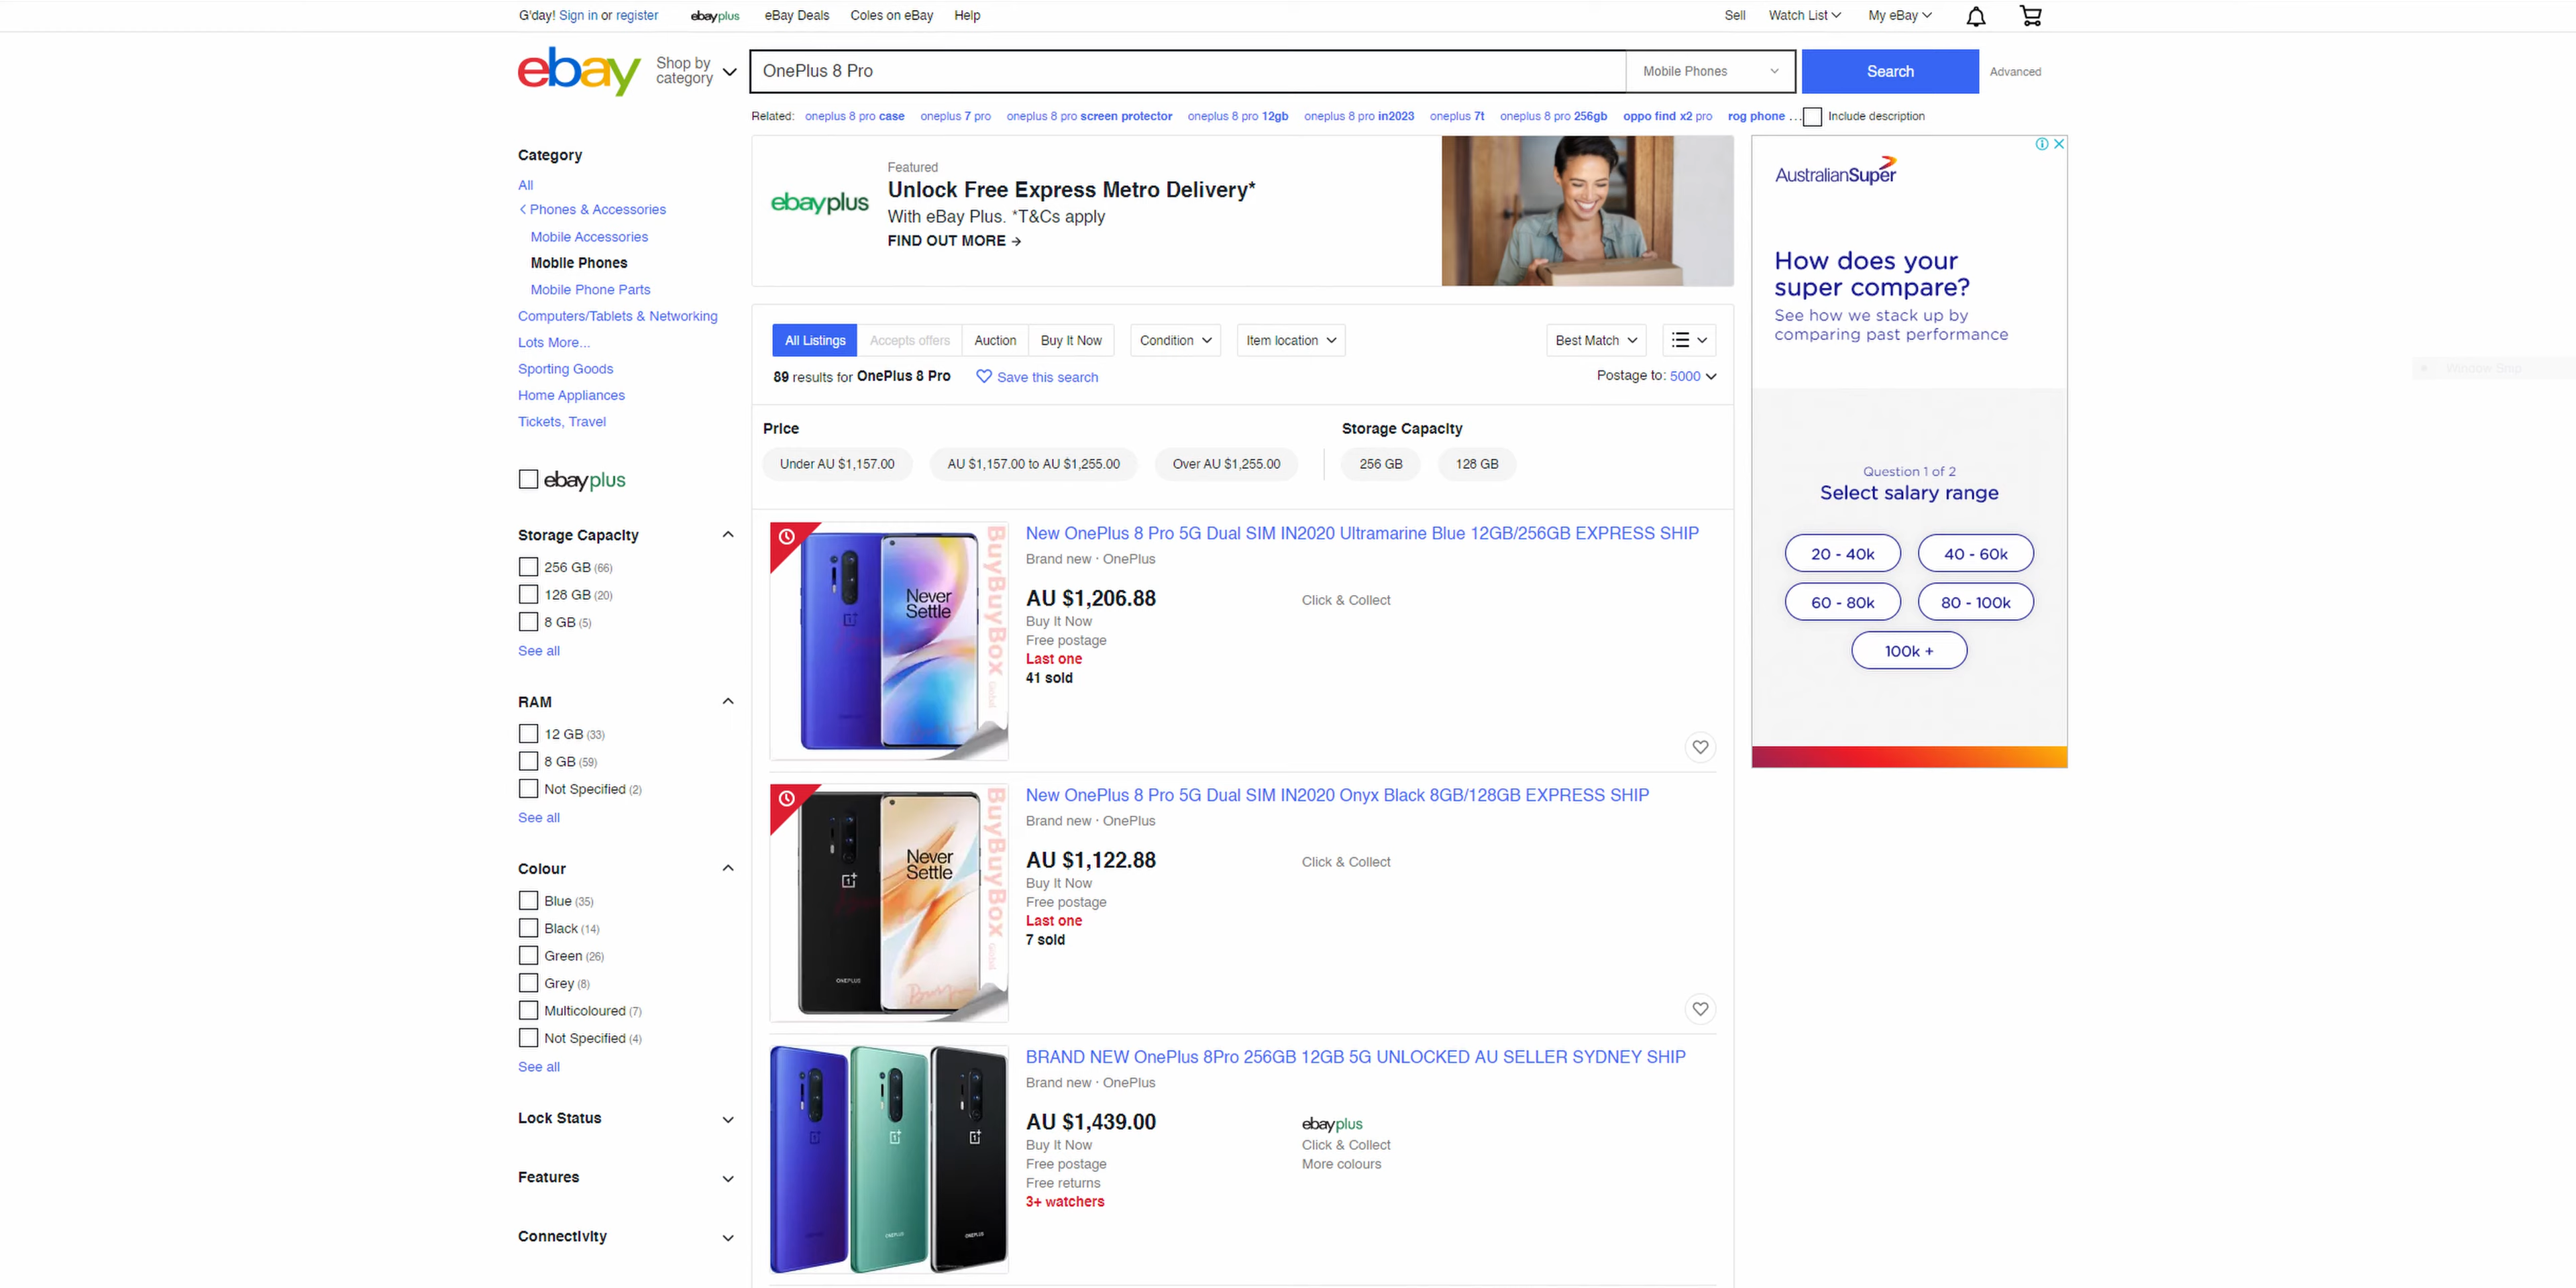 G'day! Sign in or register
ebayplus
eBay Deals
Coles on eBay
Help
Sell
Watch List
My eBay
ebay
Shop by
category
OnePlus 8 Pro
Mobile Phones
Search
Advanced
Related: oneplus 8 pro case oneplus 7 pro oneplus 8 pro screen protector oneplus 8 pro 12gb oneplus 8 pro in2023 oneplus 7t oneplus 8 pro 256gb oppo find x2 pro rog phone ...
Include description
Category
All
Phones & Accessories
Mobile Accessories
Mobile Phones
Mobile Phone Parts
Computers/Tablets & Networking
Lots More...
Sporting Goods
Home Appliances
Tickets, Travel
ebayplus
Storage Capacity
256 GB (66)
128 GB (20)
8 GB (5)
See all
RAM
12 GB (33)
8 GB (59)
Not Specified (2)
See all
Colour
Blue (35)
Black (14)
Green (26)
Grey (8)
Multicoloured (7)
Not Specified (4)
See all
Lock Status
Features
Connectivity
ebayplus
Featured
Unlock Free Express Metro Delivery*
With eBay Plus. *T&Cs apply
FIND OUT MORE →
All Listings
Accepts offers
Auction
Buy It Now
Condition
Item location
Best Match
89 results for OnePlus 8 Pro
Save this search
Postage to: 5000
Price
Under AU $1,157.00
AU $1,157.00 to AU $1,255.00
Over AU $1,255.00
Storage Capacity
256 GB
128 GB
Never
Settle
BuyBuyBox Global
New OnePlus 8 Pro 5G Dual SIM IN2020 Ultramarine Blue 12GB/256GB EXPRESS SHIP
Brand new · OnePlus
AU $1,206.88
Buy It Now
Free postage
Last one
41 sold
Click & Collect
Never
Settle
ONEPLUS
BuyBuyBox Global
New OnePlus 8 Pro 5G Dual SIM IN2020 Onyx Black 8GB/128GB EXPRESS SHIP
Brand new · OnePlus
AU $1,122.88
Buy It Now
Free postage
Last one
7 sold
Click & Collect
ONEPLUS
ONEPLUS
BRAND NEW OnePlus 8Pro 256GB 12GB 5G UNLOCKED AU SELLER SYDNEY SHIP
Brand new · OnePlus
AU $1,439.00
Buy It Now
Free postage
Free returns
3+ watchers
ebayplus
Click & Collect
More colours
AustralianSuper
How does your
super compare?
See how we stack up by
comparing past performance
Question 1 of 2
Select salary range
20 - 40k
40 - 60k
60 - 80k
80 - 100k
100k +
Window Snip